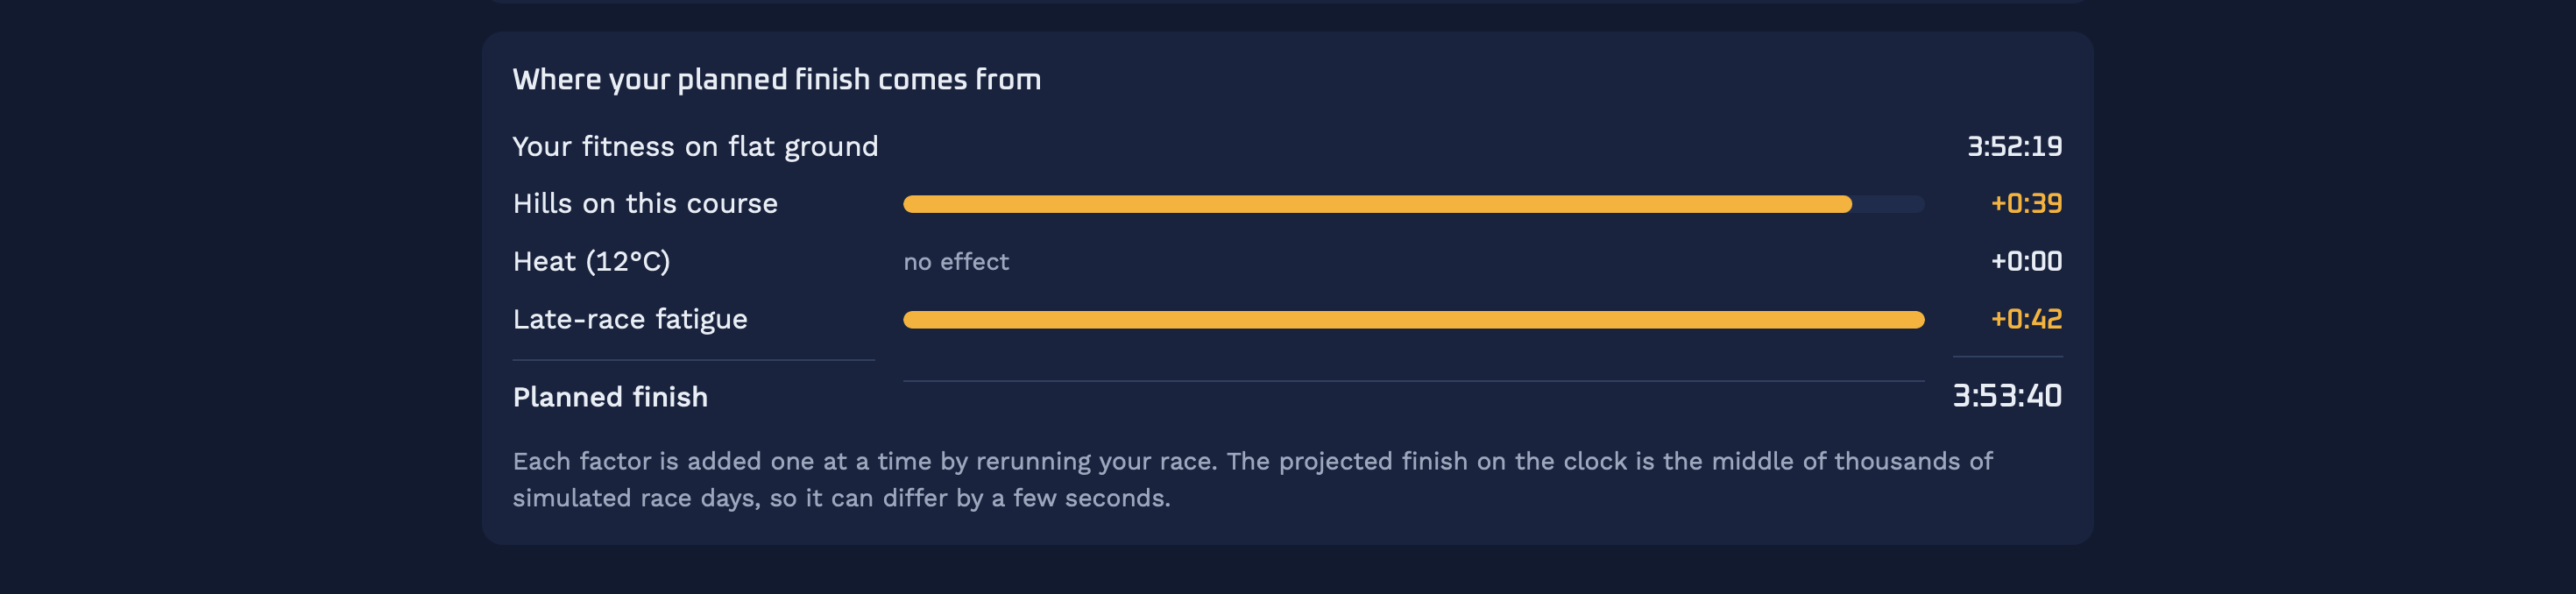 Where your planned finish comes from
Your fitness on flat ground 3:52:19
Hills on this course +0:39
Heat (12°C) no effect +0:00
Late-race fatigue +0:42
Planned finish 3:53:40
Each factor is added one at a time by rerunning your race. The projected finish on the clock is the middle of thousands of
simulated race days, so it can differ by a few seconds.